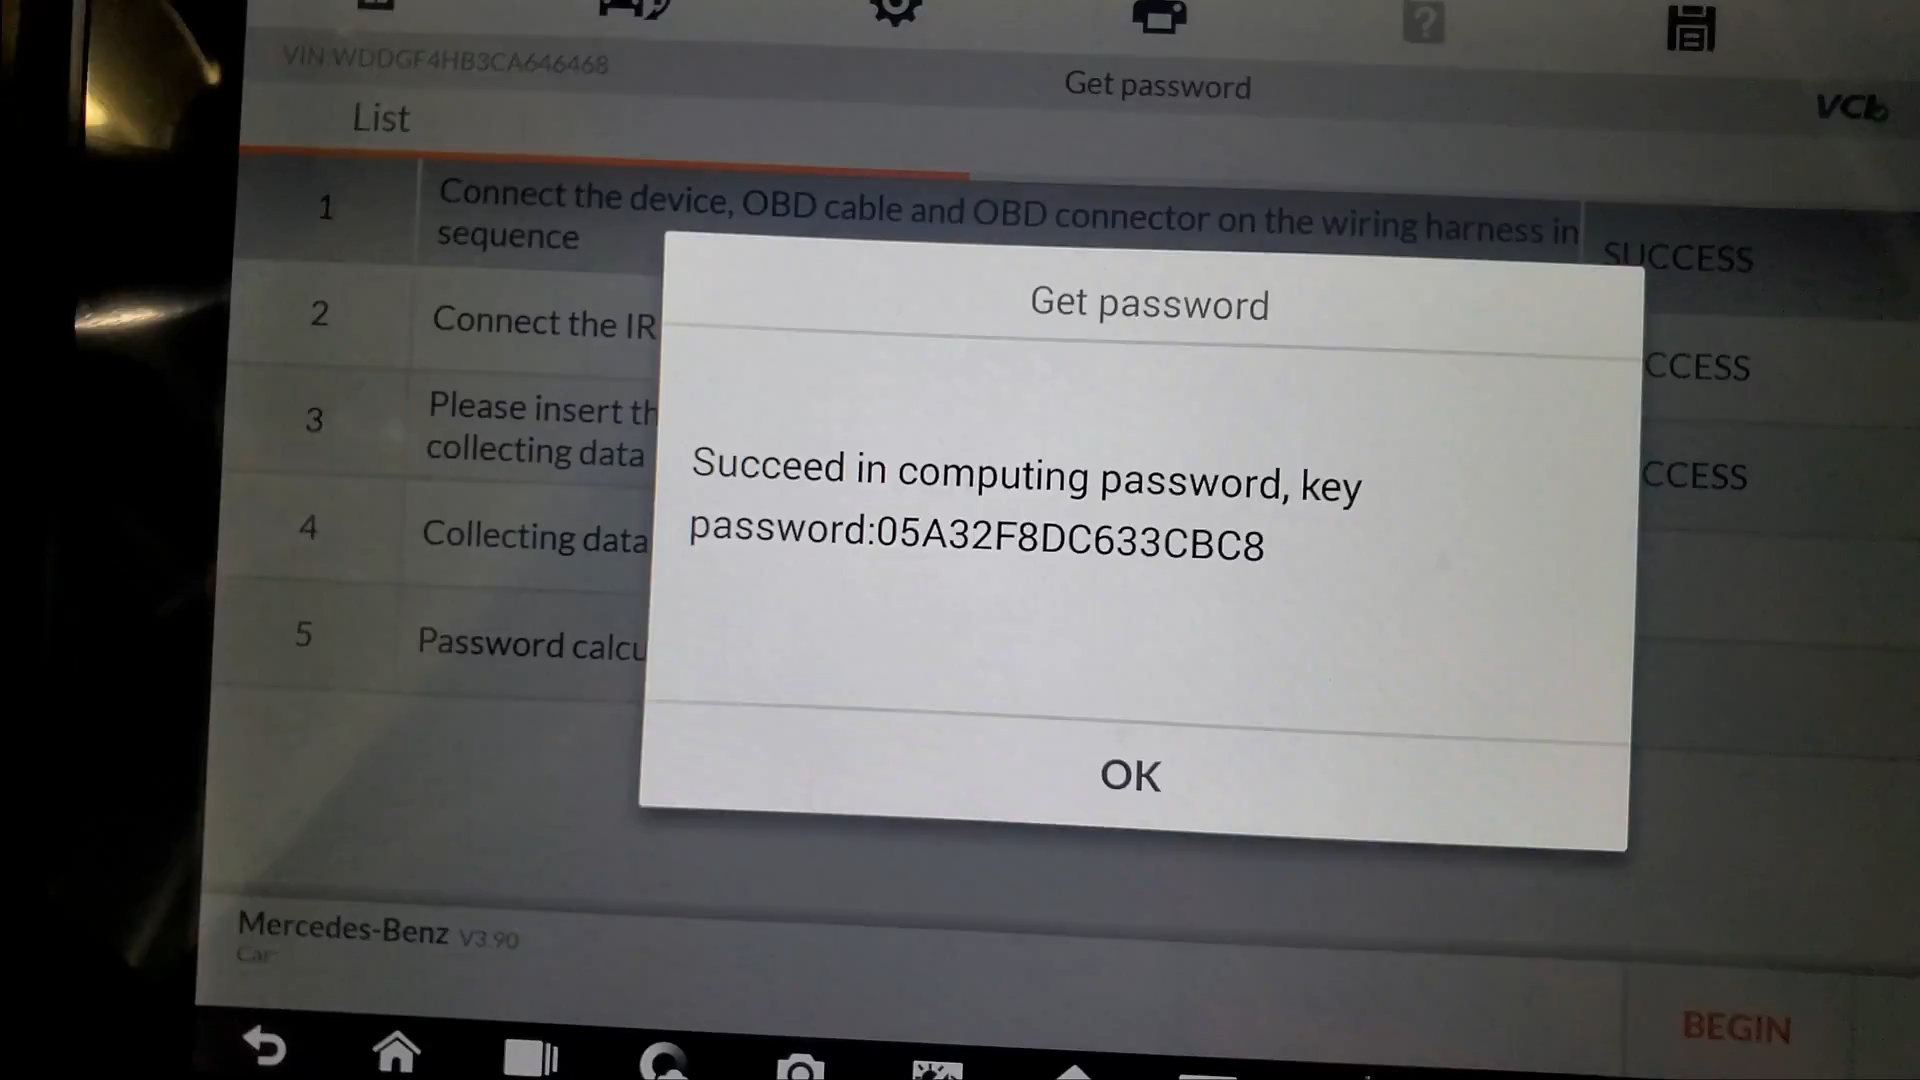 VIN:WDDGF4HB3CA646468
Get password
VCb
List
1
Connect the device, OBD cable and OBD connector on the wiring harness in
sequence
SUCCESS
2
Connect the IR
CCESS
3
Please insert th
collecting data
CCESS
4
Collecting data
5
Password calcu
Get password
Succeed in computing password, key
password:05A32F8DC633CBC8
OK
Mercedes-Benz V3.90
Car
BEGIN